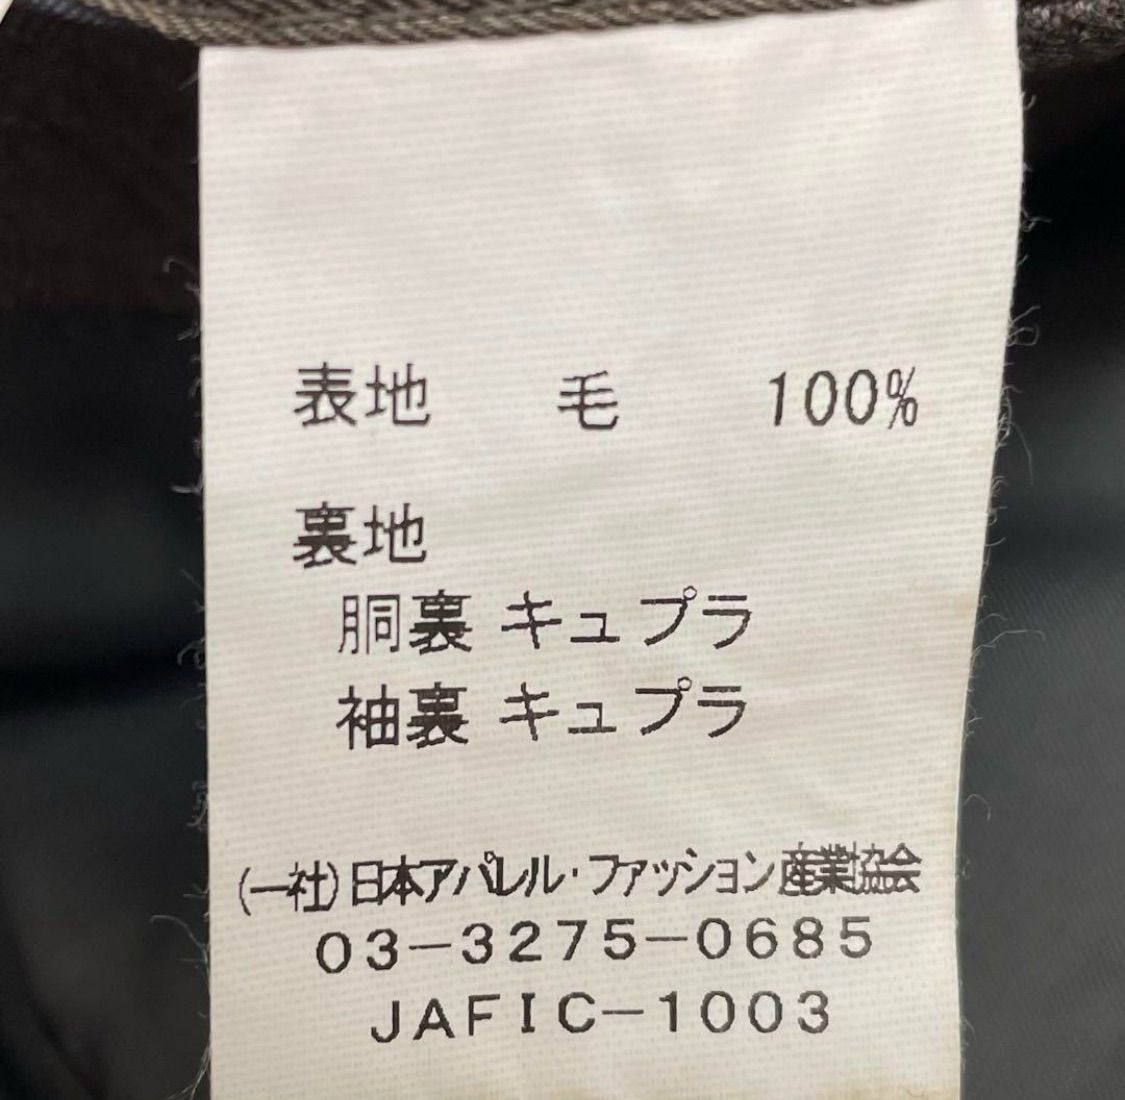 表地 毛 100%
裏地
胴裏 キュプラ
袖裏 キュプラ
(一社)日本アパレル・ファッション産業協会
03-3275-0685
JAFIC-1003